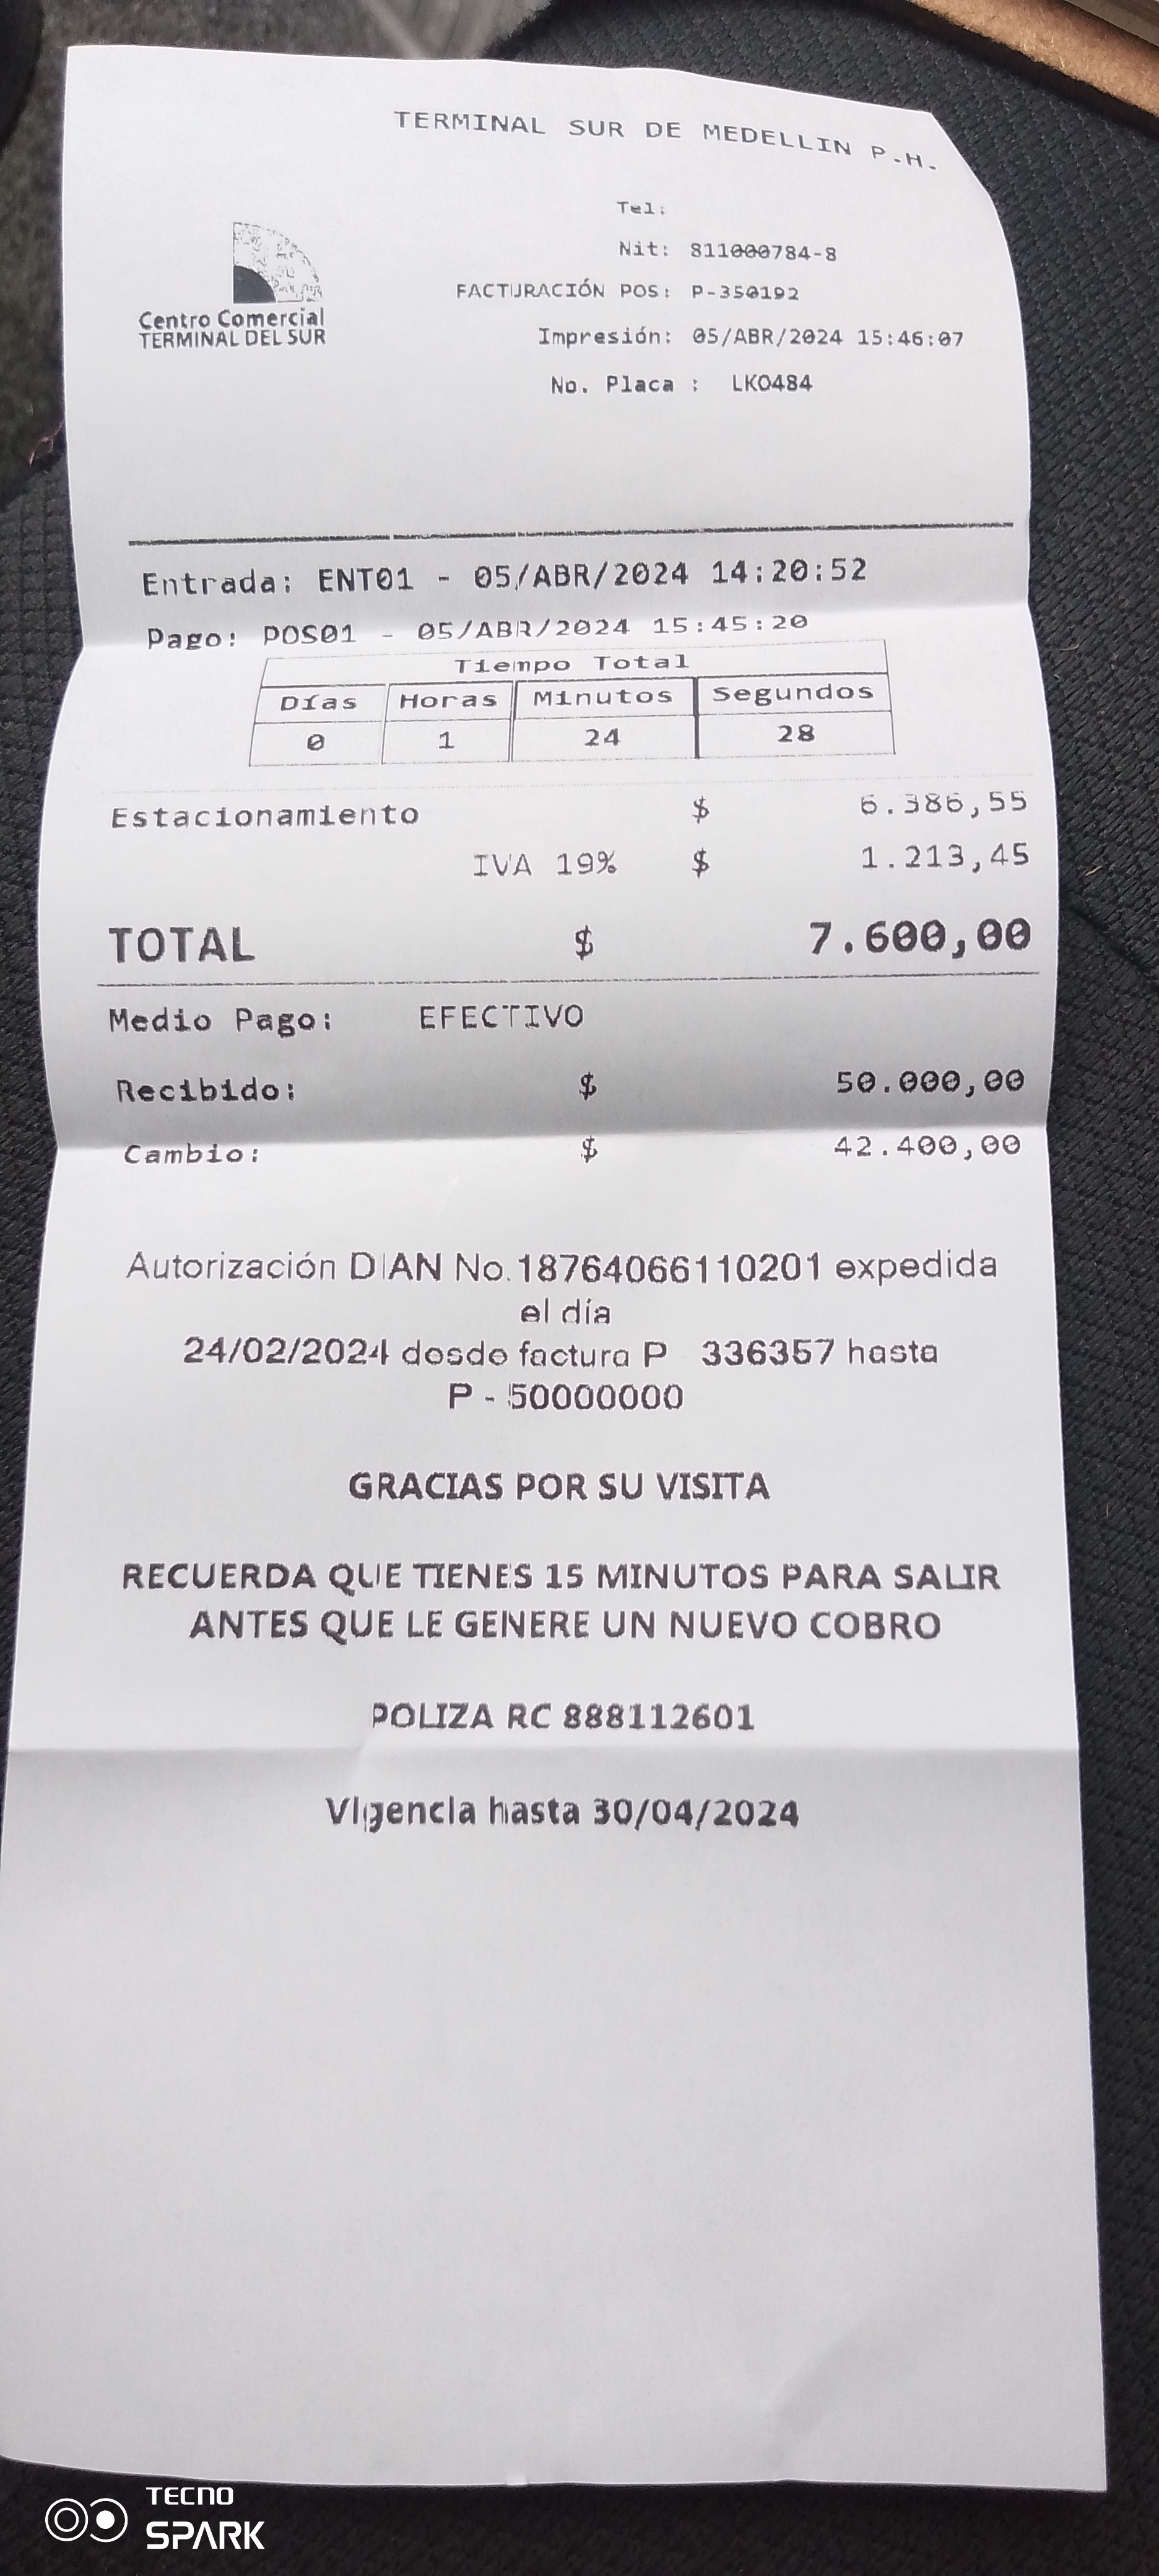 TERMINAL SUR DE MEDELLIN P.H.
Tel:
Nit: 811000784-8
FACTURACIÓN POS: P-350192
Impresión: 05/ABR/2024 15:46:07
No. Placa : LKO484
Centro Comercial
TERMINAL DEL SUR
Entrada: ENT01 - 05/ABR/2024 14:20:52
Pago: POS01 - 05/ABR/2024 15:45:20
Tiempo Total
Días Horas Minutos Segundos
0 1 24 28
Estacionamiento $ 6.386,55
IVA 19% $ 1.213,45
TOTAL $ 7.600,00
Medio Pago: EFECTIVO
Recibido: $ 50.000,00
Cambio: $ 42.400,00
Autorización DIAN No.18764066110201 expedida
el día
24/02/2024 desde factura P 336357 hasta
P - 50000000
GRACIAS POR SU VISITA
RECUERDA QUE TIENES 15 MINUTOS PARA SALIR
ANTES QUE LE GENERE UN NUEVO COBRO
POLIZA RC 888112601
Vigencia hasta 30/04/2024
TECNO
SPARK